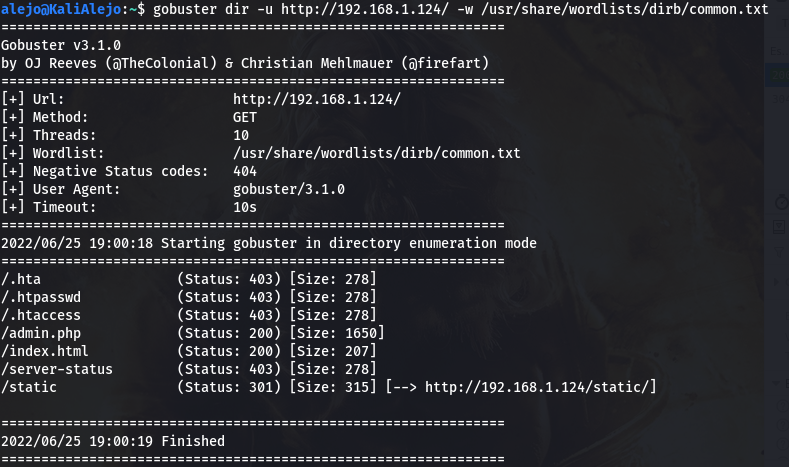 alejo@KaliAlejo:~$ gobuster dir -u http://192.168.1.124/ -w /usr/share/wordlists/dirb/common.txt
===============================================================
Gobuster v3.1.0
by OJ Reeves (@TheColonial) & Christian Mehlmauer (@firefart)
===============================================================
[+] Url:                     http://192.168.1.124/
[+] Method:                  GET
[+] Threads:                 10
[+] Wordlist:                /usr/share/wordlists/dirb/common.txt
[+] Negative Status codes:   404
[+] User Agent:              gobuster/3.1.0
[+] Timeout:                 10s
===============================================================
2022/06/25 19:00:18 Starting gobuster in directory enumeration mode
===============================================================
/.hta                 (Status: 403) [Size: 278]
/.htpasswd            (Status: 403) [Size: 278]
/.htaccess            (Status: 403) [Size: 278]
/admin.php            (Status: 200) [Size: 1650]
/index.html           (Status: 200) [Size: 207]
/server-status        (Status: 403) [Size: 278]
/static               (Status: 301) [Size: 315] [--> http://192.168.1.124/static/]
===============================================================
2022/06/25 19:00:19 Finished
===============================================================